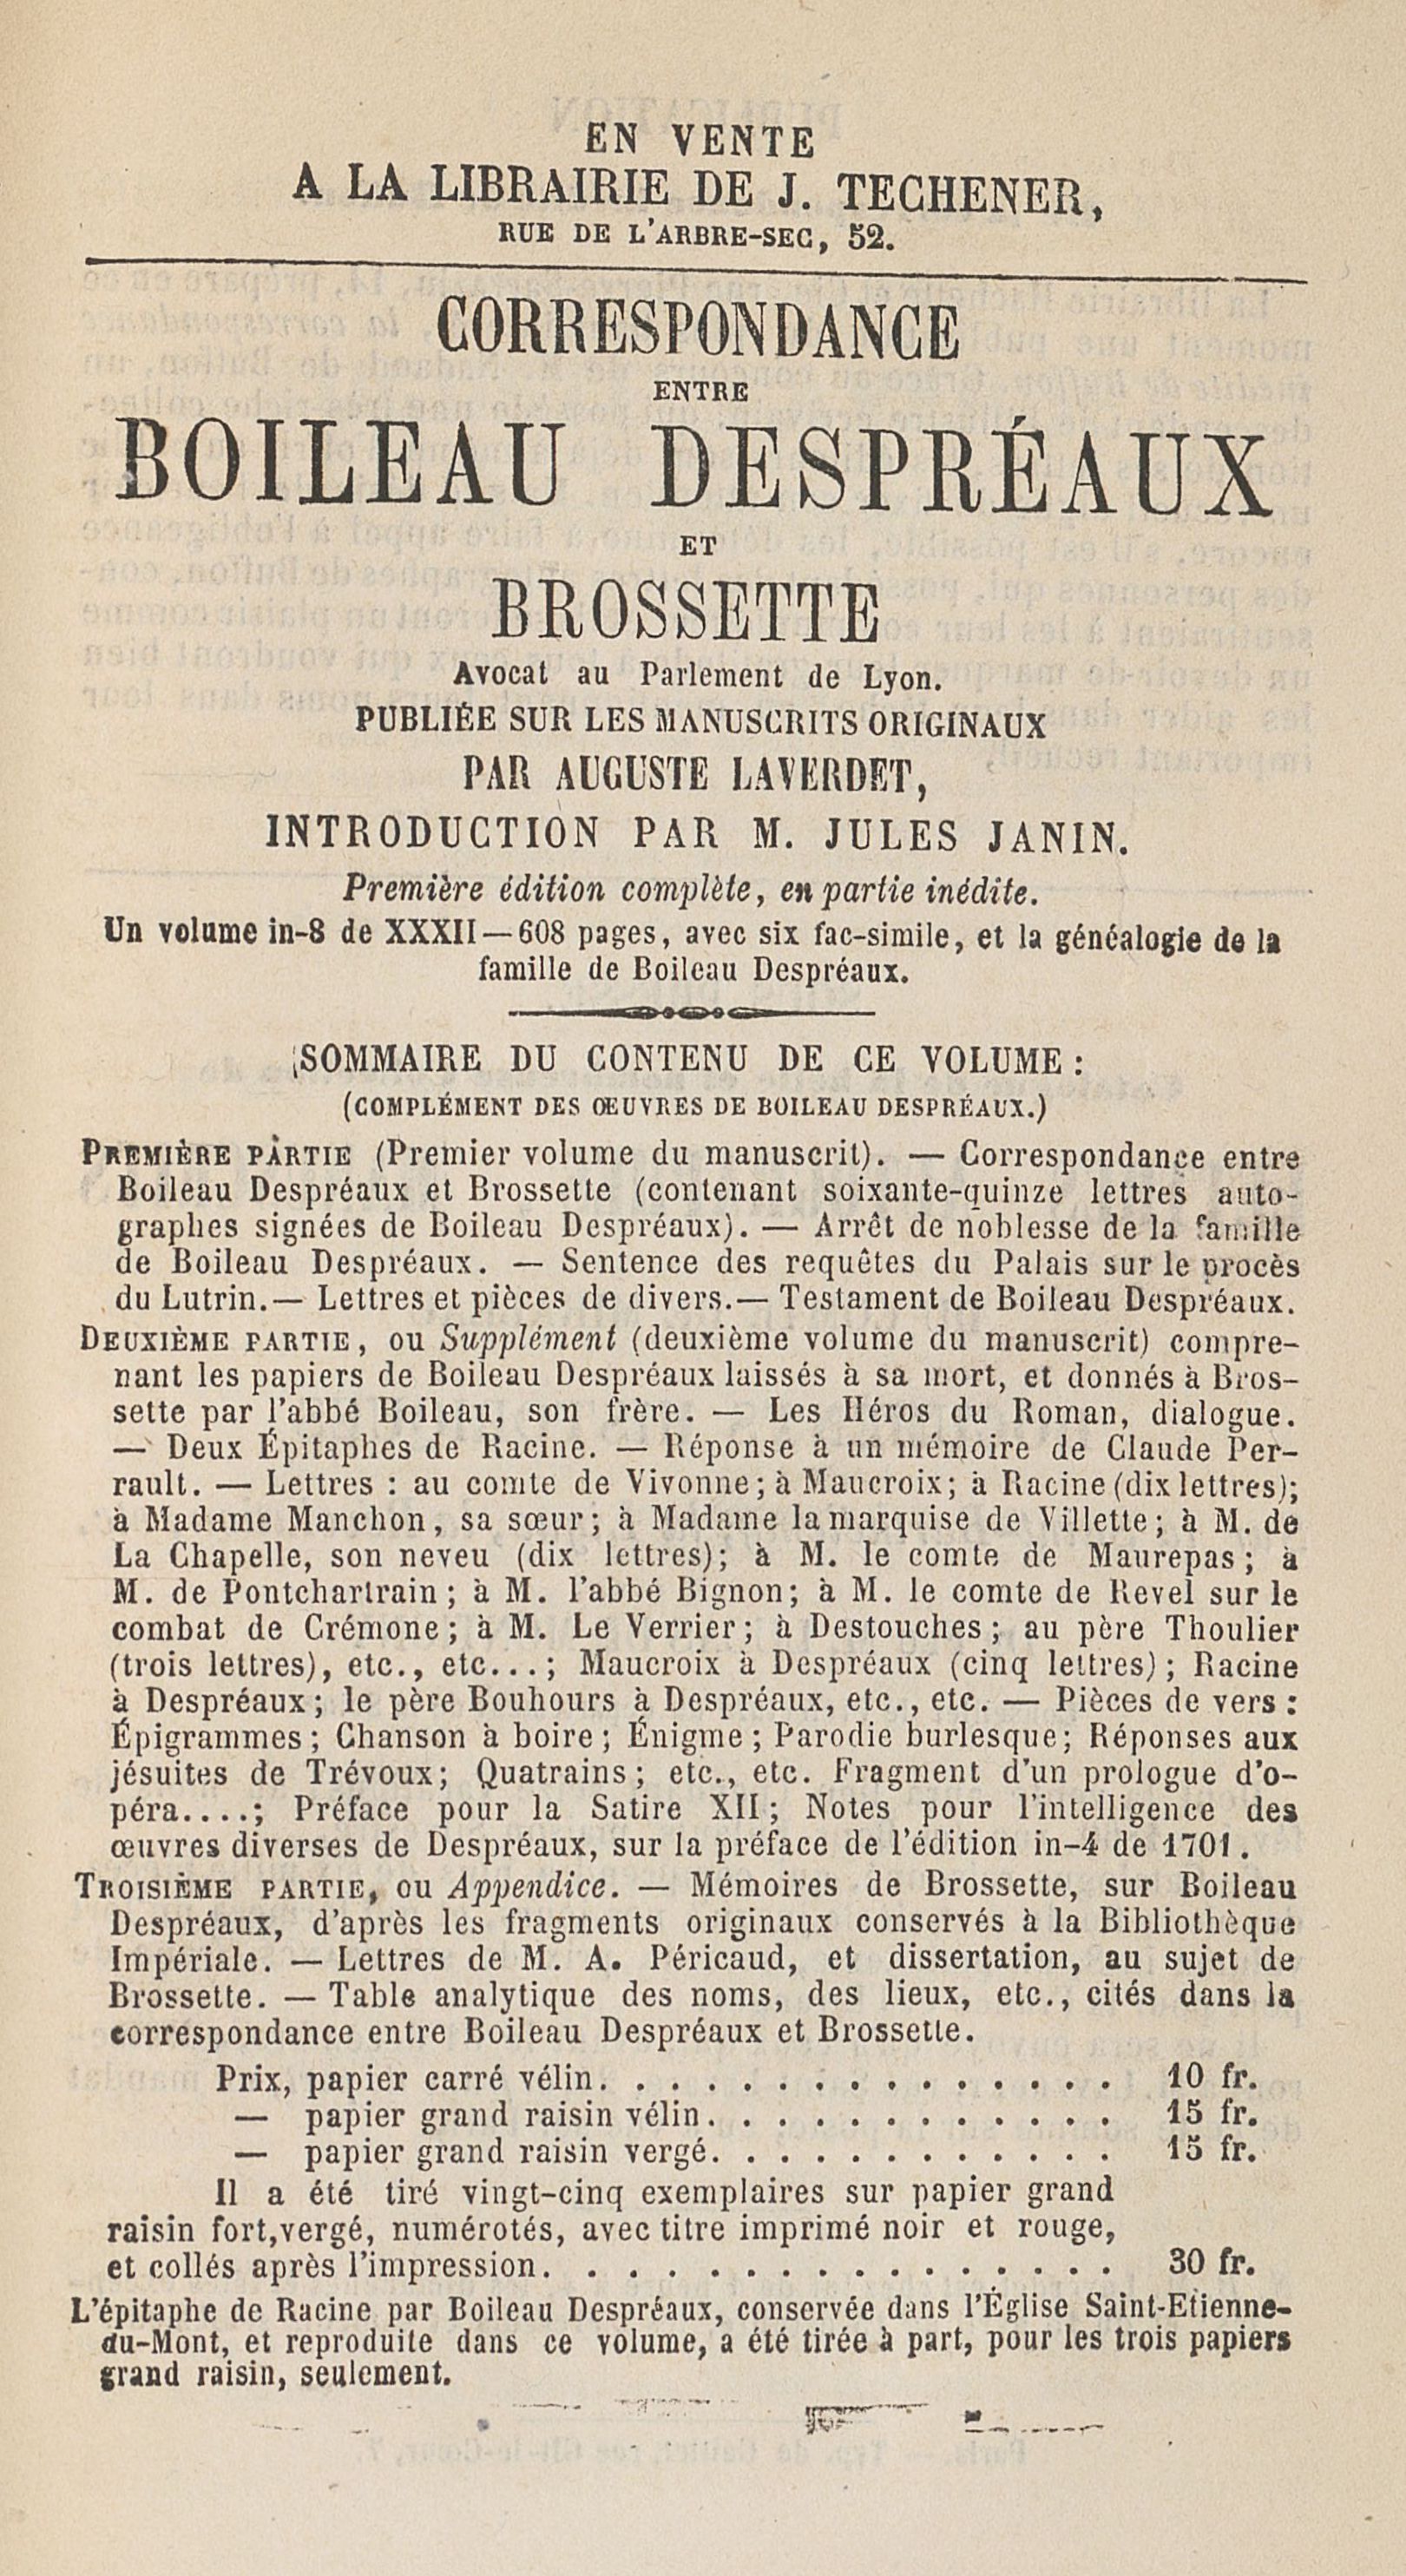 EN VENTE
A LA LIBRAIRIE DE J. TECHENER,
RUE DE L'ARBRE-SEC, 52.
CORRESPONDANCE
ENTRE
BOILEAU DESPRÉAUX
ET
BROSSETTE
Avocat au Parlement de Lyon.
PUBLIÉE SUR LES MANUSCRITS ORIGINAUX
PAR AUGUSTE LAVERDET,
INTRODUCTION PAR M. JULES JANIN.
Première édition complète, en partie inédite.
Un volume in-8 de XXXII—608 pages, avec six fac-simile, et la généalogie de la
famille de Boileau Despréaux.
SOMMAIRE DU CONTENU DE CE VOLUME :
(COMPLÉMENT DES ŒUVRES DE BOILEAU DESPRÉAUX.)
PREMIÈRE PARTIE (Premier volume du manuscrit). — Correspondance entre
Boileau Despréaux et Brossette (contenant soixante-quinze lettres auto-
graphes signées de Boileau Despréaux). — Arrêt de noblesse de la famille
de Boileau Despréaux. — Sentence des requêtes du Palais sur le procès
du Lutrin.— Lettres et pièces de divers.— Testament de Boileau Despréaux.
DEUXIÈME PARTIE, ou Supplément (deuxième volume du manuscrit) compre-
nant les papiers de Boileau Despréaux laissés à sa mort, et donnés à Bros-
sette par l'abbé Boileau, son frère. — Les Héros du Roman, dialogue.
— Deux Épitaphes de Racine. — Réponse à un mémoire de Claude Per-
rault. — Lettres : au comte de Vivonne; à Maucroix; à Racine (dix lettres);
à Madame Manchon, sa sœur; à Madame la marquise de Villette; à M. de
La Chapelle, son neveu (dix lettres); à M. le comte de Maurepas; à
M. de Pontchartrain; à M. l'abbé Bignon; à M. le comte de Revel sur le
combat de Crémone; à M. Le Verrier; à Destouches; au père Thoulier
(trois lettres), etc., etc...; Maucroix à Despréaux (cinq lettres); Racine
à Despréaux; le père Bouhours à Despréaux, etc., etc. — Pièces de vers :
Épigrammes; Chanson à boire; Énigme; Parodie burlesque; Réponses aux
jésuites de Trévoux; Quatrains; etc., etc. Fragment d'un prologue d'o-
péra....; Préface pour la Satire XII; Notes pour l'intelligence des
œuvres diverses de Despréaux, sur la préface de l'édition in-4 de 1701.
TROISIÈME PARTIE, ou Appendice. — Mémoires de Brossette, sur Boileau
Despréaux, d'après les fragments originaux conservés à la Bibliothèque
Impériale. — Lettres de M. A. Péricaud, et dissertation, au sujet de
Brossette. — Table analytique des noms, des lieux, etc., cités dans la
correspondance entre Boileau Despréaux et Brossette.
Prix, papier carré vélin. . . . . . . . . . . . . . . 10 fr.
— papier grand raisin vélin. . . . . . . . . . . . 15 fr.
— papier grand raisin vergé. . . . . . . . . . . . 15 fr.
Il a été tiré vingt-cinq exemplaires sur papier grand
raisin fort, vergé, numérotés, avec titre imprimé noir et rouge,
et collés après l'impression. . . . . . . . . . . . . . . . 30 fr.
L'épitaphe de Racine par Boileau Despréaux, conservée dans l'Église Saint-Etienne-
du-Mont, et reproduite dans ce volume, a été tirée à part, pour les trois papiers
grand raisin, seulement.